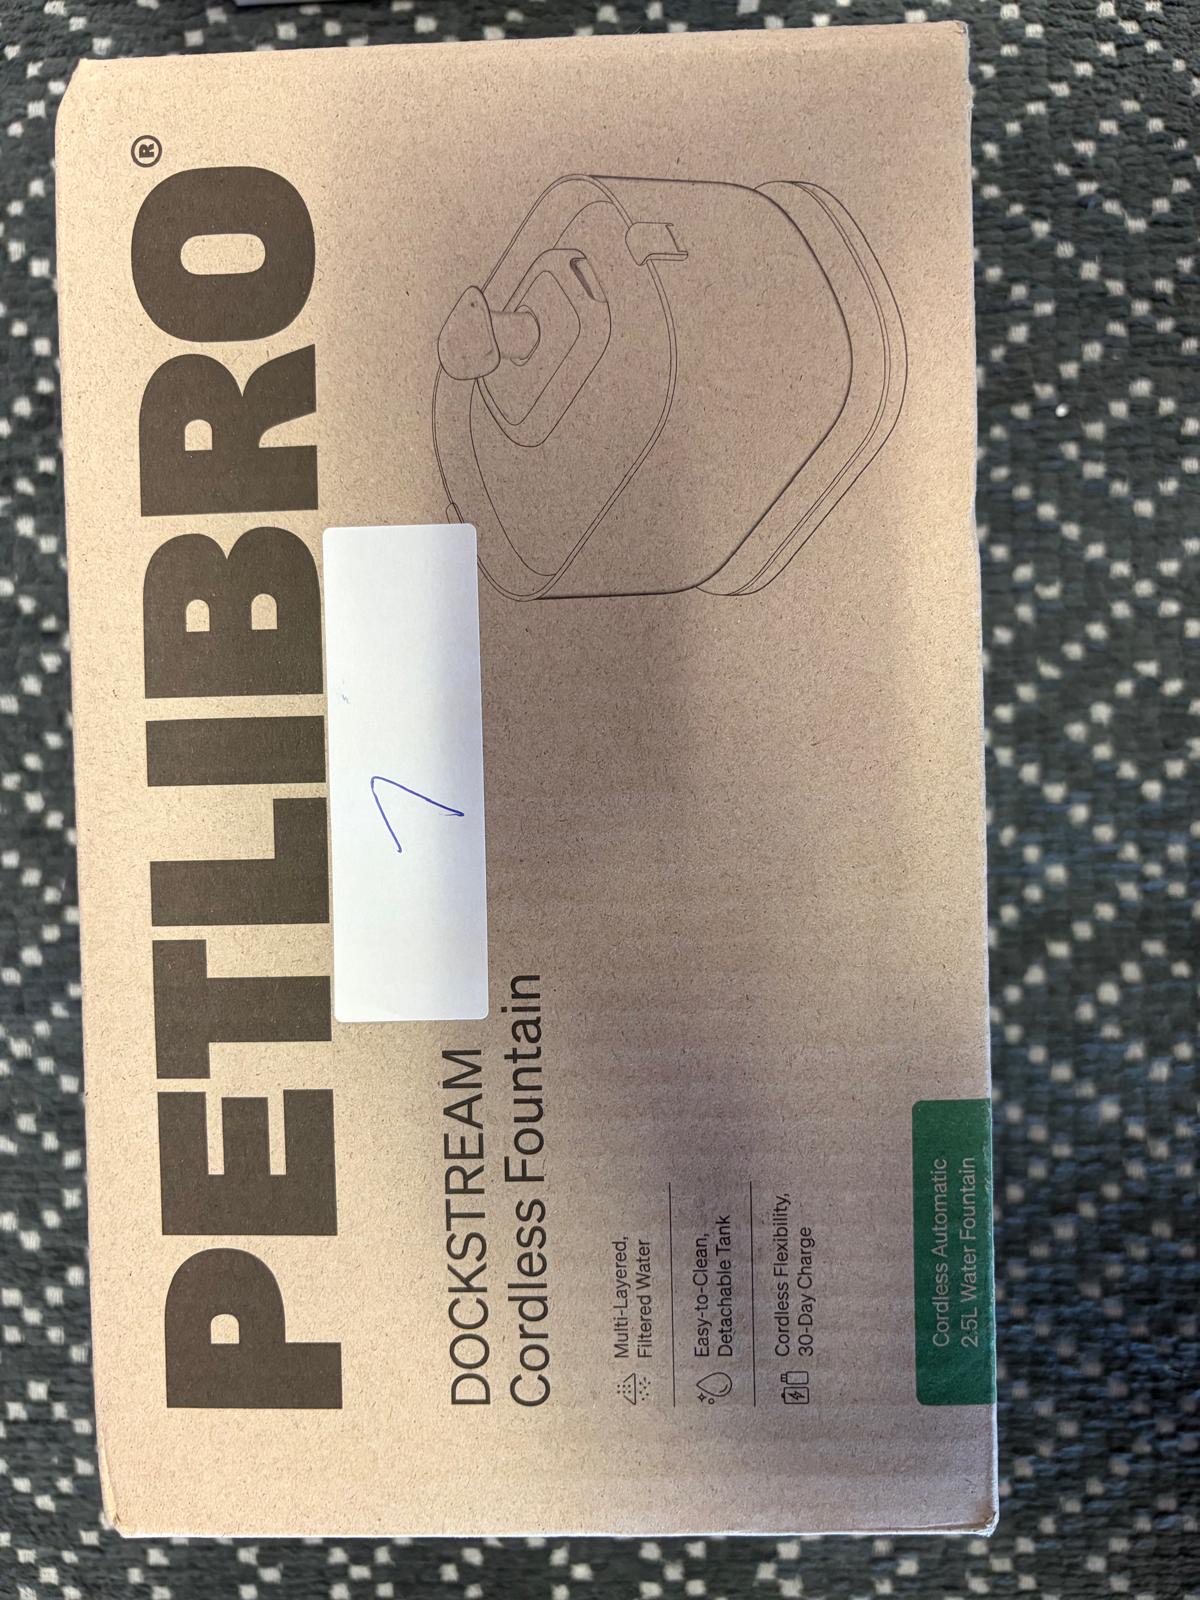 PETLIBRO®
7
DOCKSTREAM
Cordless Fountain
Multi-Layered,
Filtered Water
Easy-to-Clean,
Detachable Tank
Cordless Flexibility,
30-Day Charge
Cordless Automatic
2.5L Water Fountain